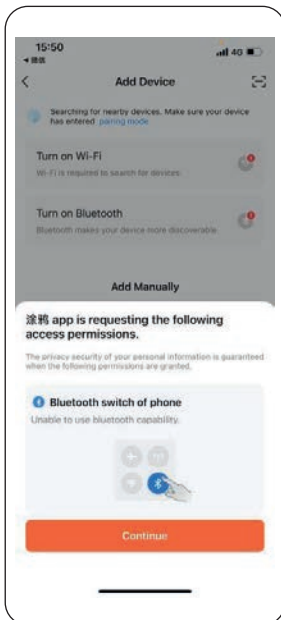 15:50
4G
◀ 微信
Add Device
Searching for nearby devices. Make sure your device
has entered pairing mode
Turn on Wi-Fi
Wi-Fi is required to search for devices.
Turn on Bluetooth
Bluetooth makes your device more discoverable.
Add Manually
涂鸦 app is requesting the following
access permissions.
The privacy security of your personal information is guaranteed
when the following permissions are granted.
Bluetooth switch of phone
Unable to use bluetooth capability.
Continue